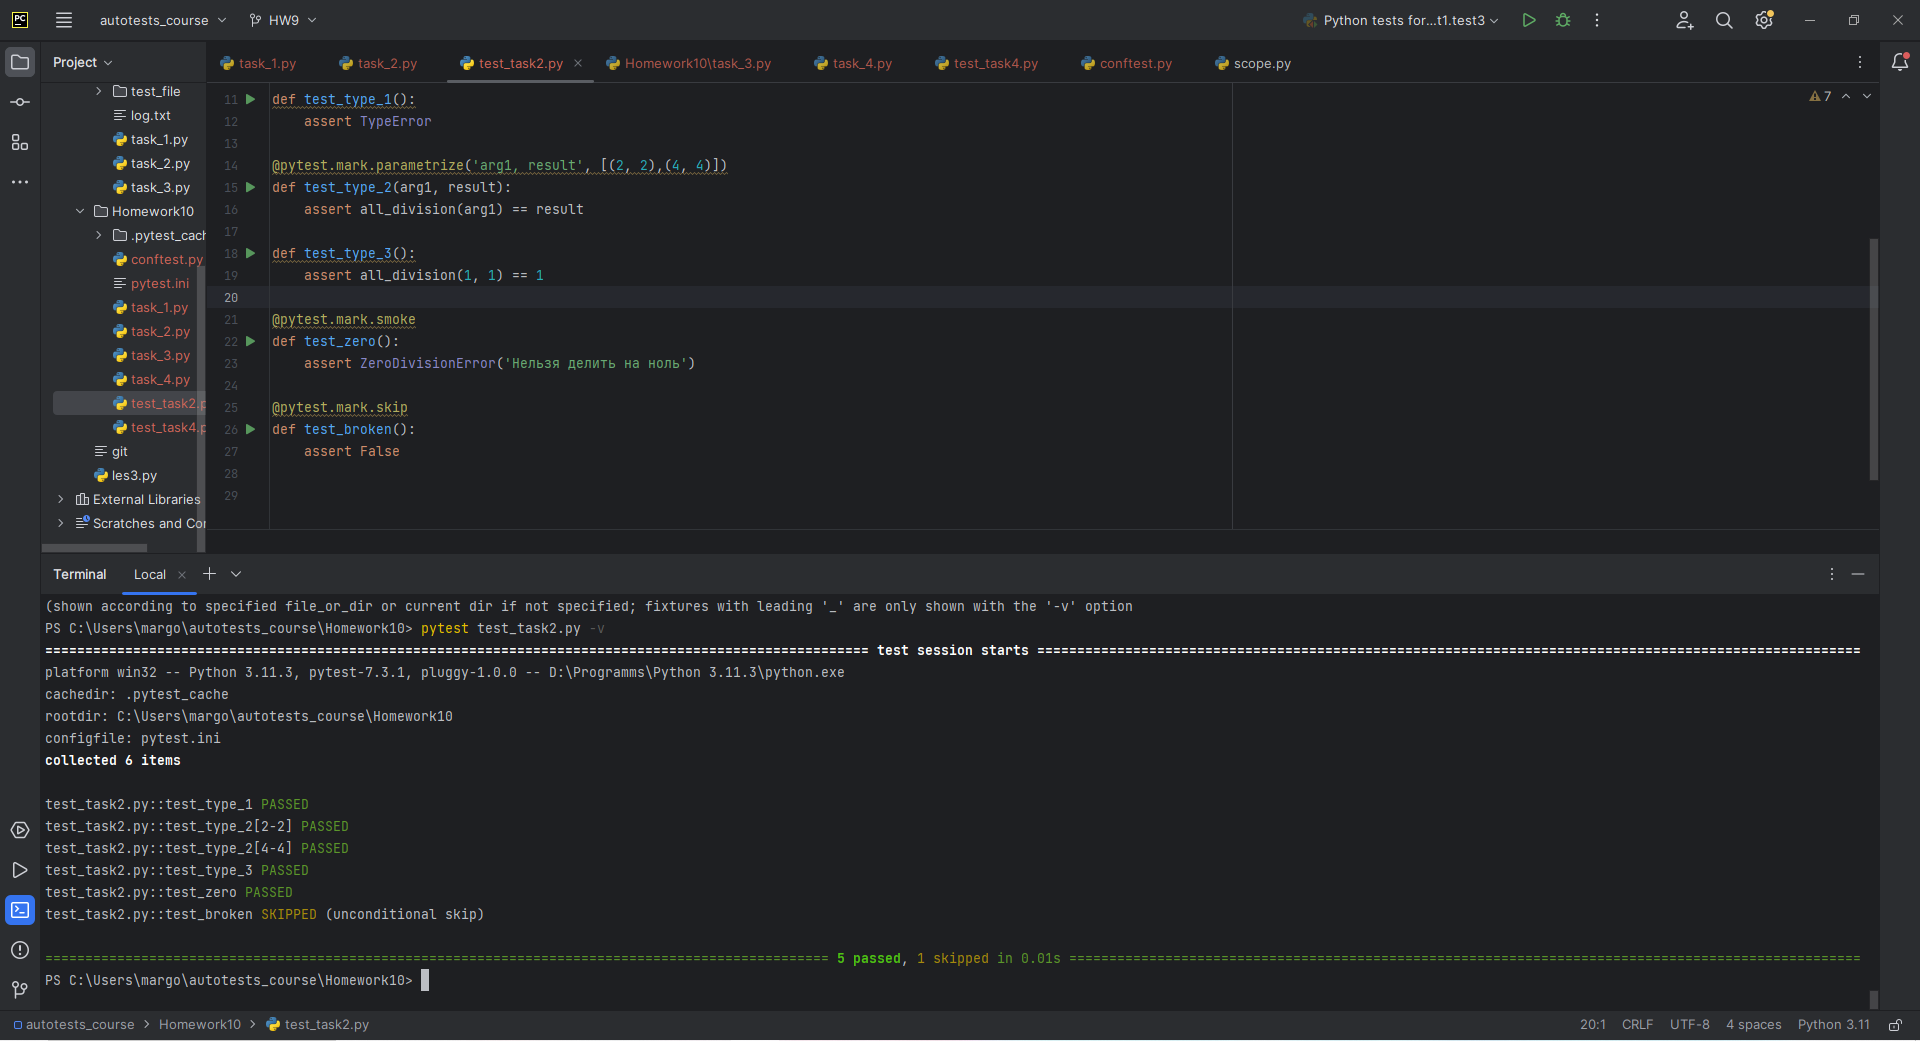 PC autotests_course HW9 Python tests for...t1.test3
Project task_1.py task_2.py test_task2.py Homework10\task_3.py task_4.py test_task4.py conftest.py scope.py
test_file
log.txt
task_1.py
task_2.py
task_3.py
Homework10
.pytest_cach
conftest.py
pytest.ini
task_1.py
task_2.py
task_3.py
task_4.py
test_task2.p
test_task4.p
git
les3.py
External Libraries
Scratches and Cor
7
11 def test_type_1():
12 assert TypeError
13
14 @pytest.mark.parametrize('arg1, result', [(2, 2),(4, 4)])
15 def test_type_2(arg1, result):
16 assert all_division(arg1) == result
17
18 def test_type_3():
19 assert all_division(1, 1) == 1
20
21 @pytest.mark.smoke
22 def test_zero():
23 assert ZeroDivisionError('Нельзя делить на ноль')
24
25 @pytest.mark.skip
26 def test_broken():
27 assert False
28
29
Terminal Local
(shown according to specified file_or_dir or current dir if not specified; fixtures with leading '_' are only shown with the '-v' option
PS C:\Users\margo\autotests_course\Homework10> pytest test_task2.py -v
======= test session starts =======
platform win32 -- Python 3.11.3, pytest-7.3.1, pluggy-1.0.0 -- D:\Programms\Python 3.11.3\python.exe
cachedir: .pytest_cache
rootdir: C:\Users\margo\autotests_course\Homework10
configfile: pytest.ini
collected 6 items
test_task2.py::test_type_1 PASSED
test_task2.py::test_type_2[2-2] PASSED
test_task2.py::test_type_2[4-4] PASSED
test_task2.py::test_type_3 PASSED
test_task2.py::test_zero PASSED
test_task2.py::test_broken SKIPPED (unconditional skip)
======= 5 passed, 1 skipped in 0.01s =======
PS C:\Users\margo\autotests_course\Homework10>
autotests_course > Homework10 > test_task2.py 20:1 CRLF UTF-8 4 spaces Python 3.11